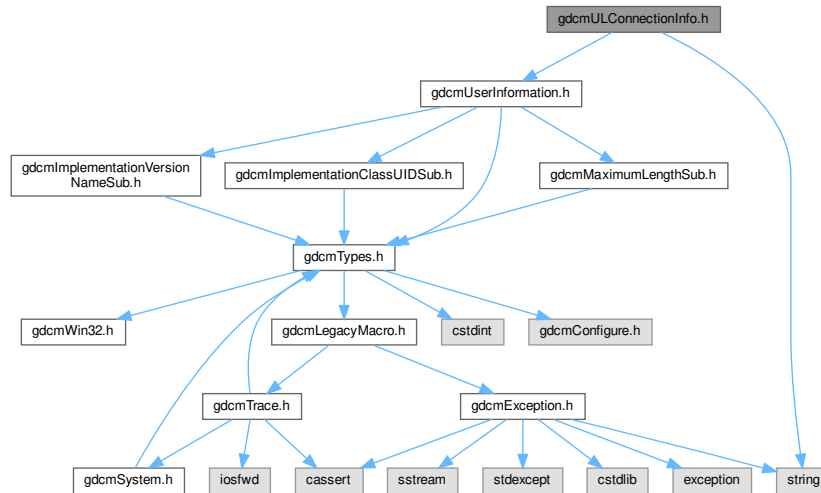 gdcmULConnectionInfo.h
gdcmUserInformation.h
gdcmImplementationVersion
NameSub.h
gdcmImplementationClassUIDSub.h
gdcmMaximumLengthSub.h
gdcmTypes.h
gdcmWin32.h
gdcmLegacyMacro.h
cstdint
gdcmConfigure.h
gdcmTrace.h
gdcmException.h
gdcmSystem.h
iosfwd
cassert
sstream
stdexcept
cstdlib
exception
string